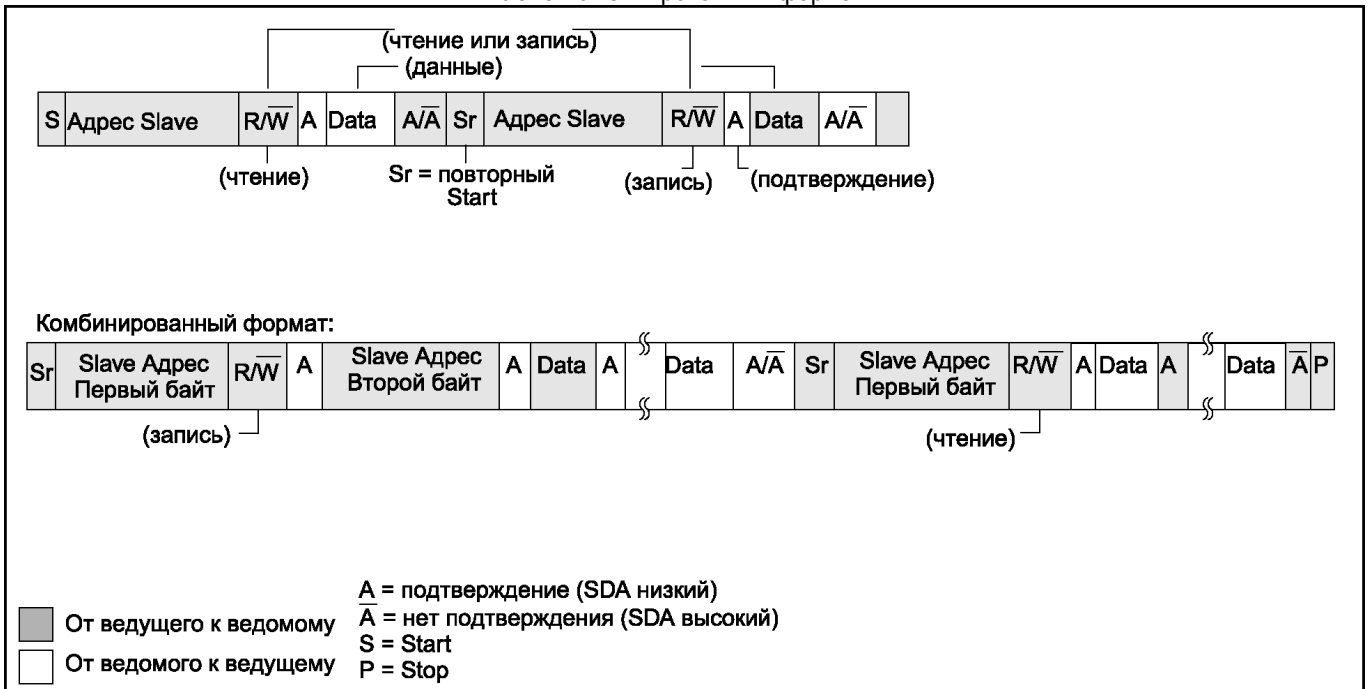 (чтение или запись)
(данные)
S Адрес Slave R/W̅ A Data A/A̅ Sr Адрес Slave R/W̅ A Data A/A̅
(чтение) Sr = повторный Start (запись) (подтверждение)
Комбинированный формат:
Sr Slave Адрес Первый байт R/W̅ A Slave Адрес Второй байт A Data A Data A/A̅ Sr Slave Адрес Первый байт R/W̅ A Data A Data A̅ P
(запись) (чтение)
A = подтверждение (SDA низкий)
A̅ = нет подтверждения (SDA высокий)
S = Start
P = Stop
От ведущего к ведомому
От ведомого к ведущему